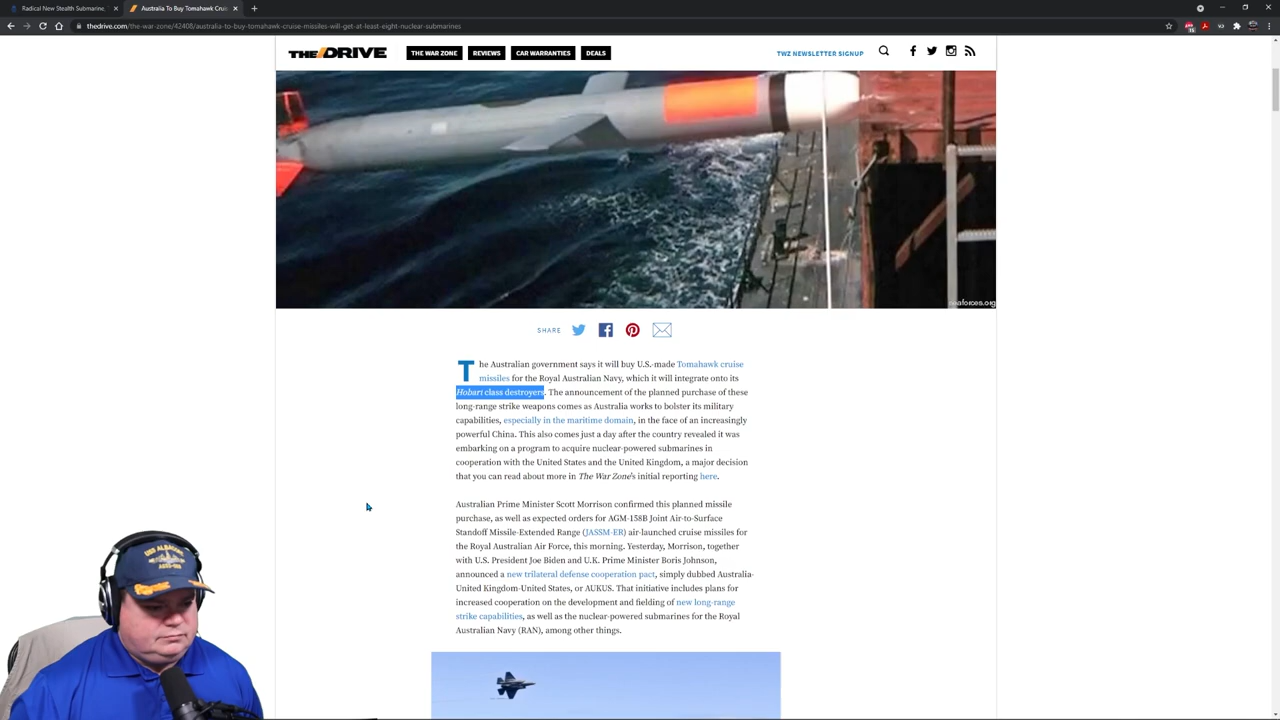 Radical New Stealth Submarine,
Australia To Buy Tomahawk Crui
thedrive.com/the-war-zone/42408/australia-to-buy-tomahawk-cruise-missiles-will-get-at-least-eight-nuclear-submarines
THE DRIVE
THE WAR ZONE
REVIEWS
CAR WARRANTIES
DEALS
TWZ NEWSLETTER SIGNUP
seaforces.org
SHARE
The Australian government says it will buy U.S.-made Tomahawk cruise
missiles for the Royal Australian Navy, which it will integrate onto its
Hobart class destroyers. The announcement of the planned purchase of these
long-range strike weapons comes as Australia works to bolster its military
capabilities, especially in the maritime domain, in the face of an increasingly
powerful China. This also comes just a day after the country revealed it was
embarking on a program to acquire nuclear-powered submarines in
cooperation with the United States and the United Kingdom, a major decision
that you can read about more in The War Zone's initial reporting here.
Australian Prime Minister Scott Morrison confirmed this planned missile
purchase, as well as expected orders for AGM-158B Joint Air-to-Surface
Standoff Missile-Extended Range (JASSM-ER) air-launched cruise missiles for
the Royal Australian Air Force, this morning. Yesterday, Morrison, together
with U.S. President Joe Biden and U.K. Prime Minister Boris Johnson,
announced a new trilateral defense cooperation pact, simply dubbed Australia-
United Kingdom-United States, or AUKUS. That initiative includes plans for
increased cooperation on the development and fielding of new long-range
strike capabilities, as well as the nuclear-powered submarines for the Royal
Australian Navy (RAN), among other things.
USS ALBANY